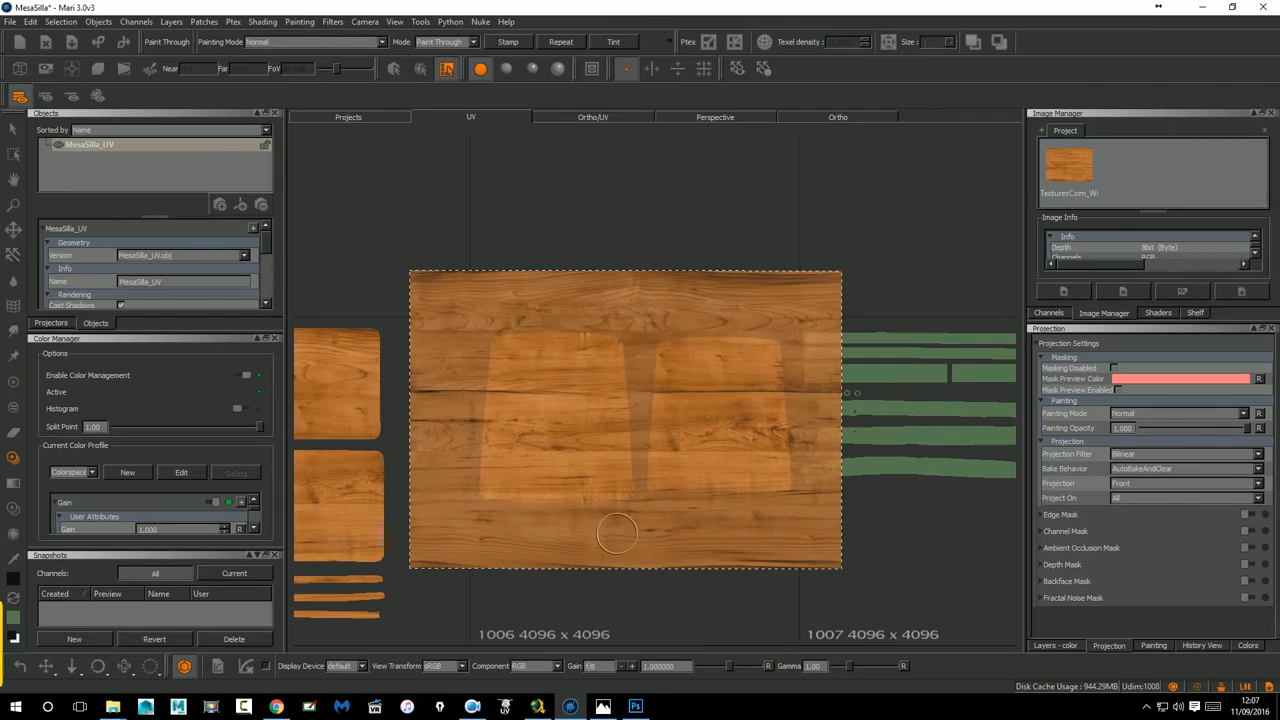 MesaSilla* - Mari 3.0v3
File Edit Selection Objects Channels Layers Patches Ptex Shading Painting Filters Camera View Tools Python Nuke Help
Paint Through Painting Mode Normal Mode Paint Through Stamp Repeat Tint » Ptex Texel density: Size:
Near Far FoV
Objects
Sorted by Name
MesaSilla_UV
MesaSilla_UV
Geometry
Version MesaSilla_UV.obj
Info
Name MesaSilla_UV
Rendering
Cast Shadows
Projectors Objects
Color Manager
Options
Enable Color Management
Active
Histogram
Split Point 1.00
Current Color Profile
Colorspace New Edit Delete
Gain
User Attributes
Gain 1.000 R
Snapshots
Channels: All Current
Created Preview Name User
New Revert Delete
Projects UV Ortho/UV Perspective Ortho
1006 4096 x 4096
1007 4096 x 4096
Image Manager
Project
TexturesCom_W
Image Info
Info
Depth 8bit (Byte)
Channels RGB
Channels Image Manager Shaders Shelf
Projection
Projection Settings
Masking
Masking Disabled
Mask Preview Color R
Mask Preview Enabled R
Painting
Painting Mode Normal
Painting Opacity 1.000 R
Projection
Projection Filter Bilinear
Bake Behavior AutoBakeAndClear
Projection Front
Project On All
Edge Mask
Channel Mask
Ambient Occlusion Mask
Depth Mask
Backface Mask
Fractal Noise Mask
Layers - color Projection Painting History View Colors
Display Device default View Transform sRGB Component RGB Gain f/8 - + 1.000000 R Gamma 1.00 R
Disk Cache Usage : 944.29MB Udim:1008
12:07
11/09/2016